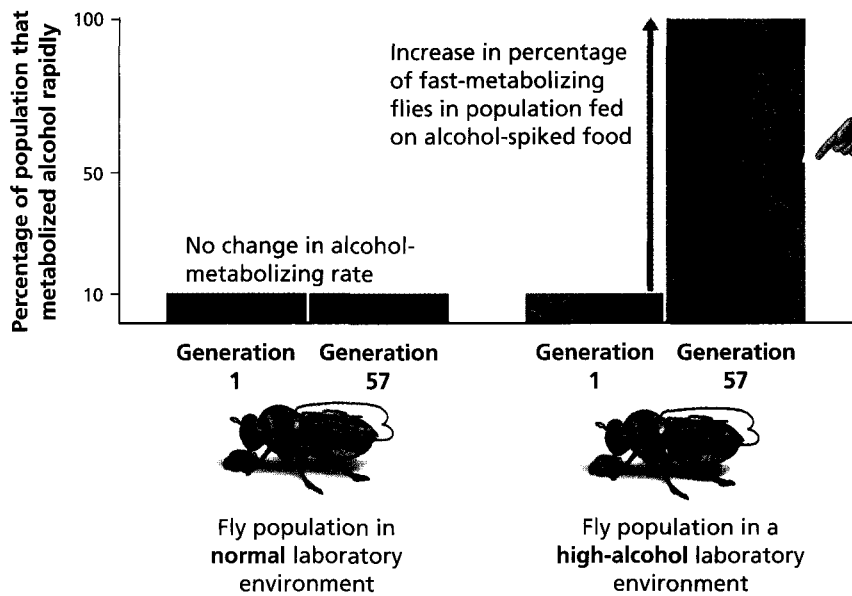 Percentage of population that
metabolized alcohol rapidly
100
50
10
Increase in percentage
of fast-metabolizing
flies in population fed
on alcohol-spiked food
No change in alcohol-
metabolizing rate
Generation
1
Generation
57
Generation
1
Generation
57
Fly population in
normal laboratory
environment
Fly population in a
high-alcohol laboratory
environment